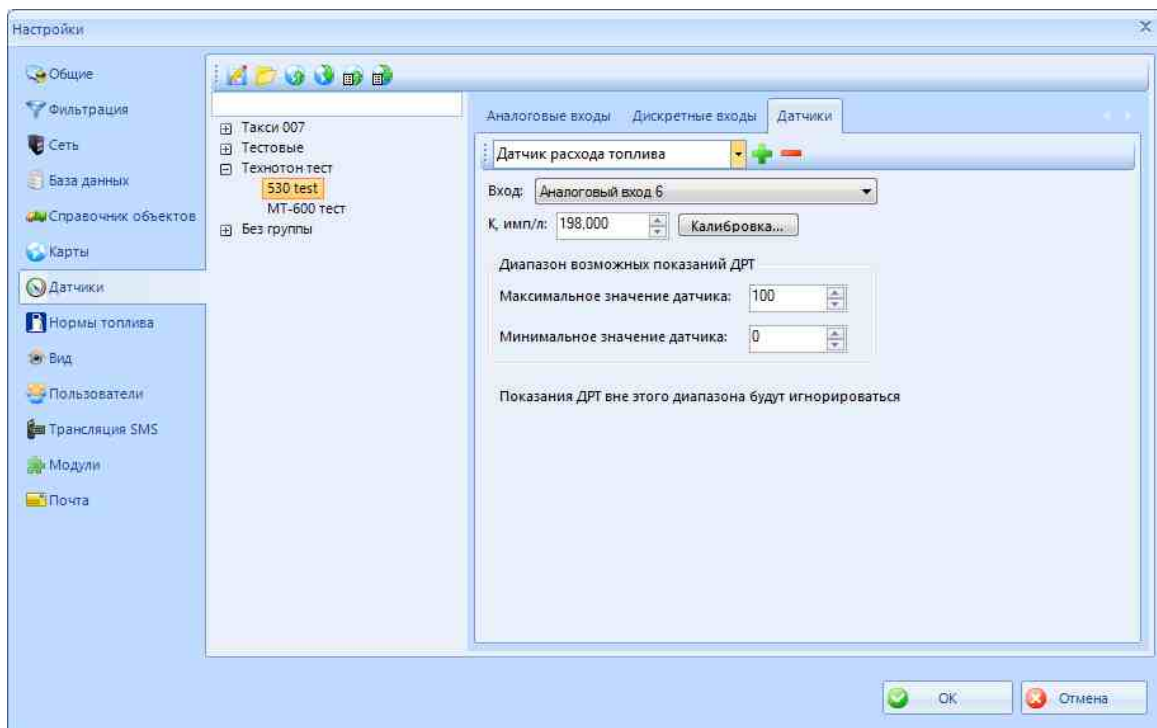 Настройки
Общие
Фильтрация
Сеть
База данных
Справочник объектов
Карты
Датчики
Нормы топлива
Вид
Пользователи
Трансляция SMS
Модули
Почта
Такси 007
Тестовые
Технотон тест
530 test
МТ-600 тест
Без группы
Аналоговые входы Дискретные входы Датчики
Датчик расхода топлива
Вход: Аналоговый вход 6
К, имп/л: 198,000 Калибровка...
Диапазон возможных показаний ДРТ
Максимальное значение датчика: 100
Минимальное значение датчика: 0
Показания ДРТ вне этого диапазона будут игнорироваться
OK Отмена